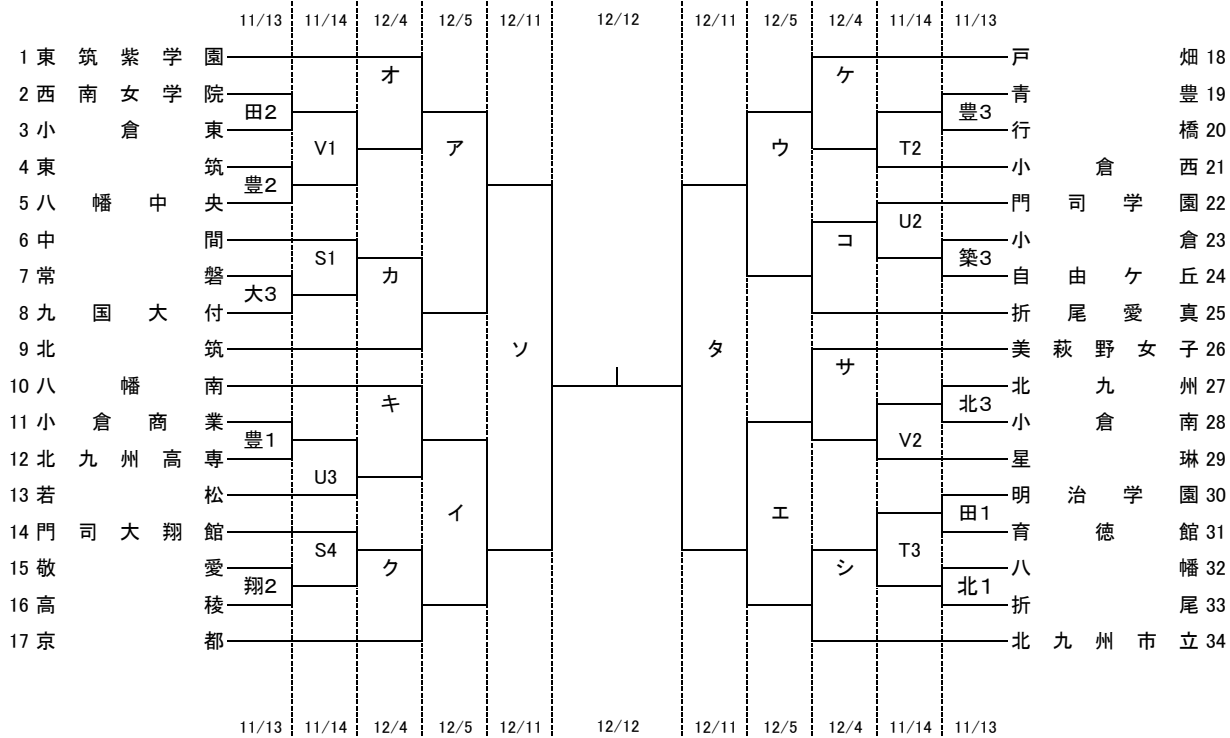 11/13 11/14 12/4 12/5 12/11 12/12 12/11 12/5 12/4 11/14 11/13
1 東筑紫学園 戸畑 18
オ ケ
2 西南女学院 青豊 19
田2 豊3
3 小倉東 行橋 20
V1 ア ウ T2
4 東筑 小倉西 21
豊2
5 八幡中央 門司学園 22
U2
6 中間 コ 小倉 23
S1 築3
7 常磐 カ 自由ケ丘 24
大3
8 九国大付 折尾愛真 25
9 北筑 ソ タ 美萩野女子 26
サ
10 八幡南 北九州 27
キ 北3
11 小倉商業 小倉南 28
豊1 V2
12 北九州高専 星琳 29
U3
13 若松 明治学園 30
イ エ 田1
14 門司大翔館 育徳館 31
S4 T3
15 敬愛 ク シ 八幡 32
翔2 北1
16 高稜 折尾 33
17 京都 北九州市立 34
11/13 11/14 12/4 12/5 12/11 12/12 12/11 12/5 12/4 11/14 11/13